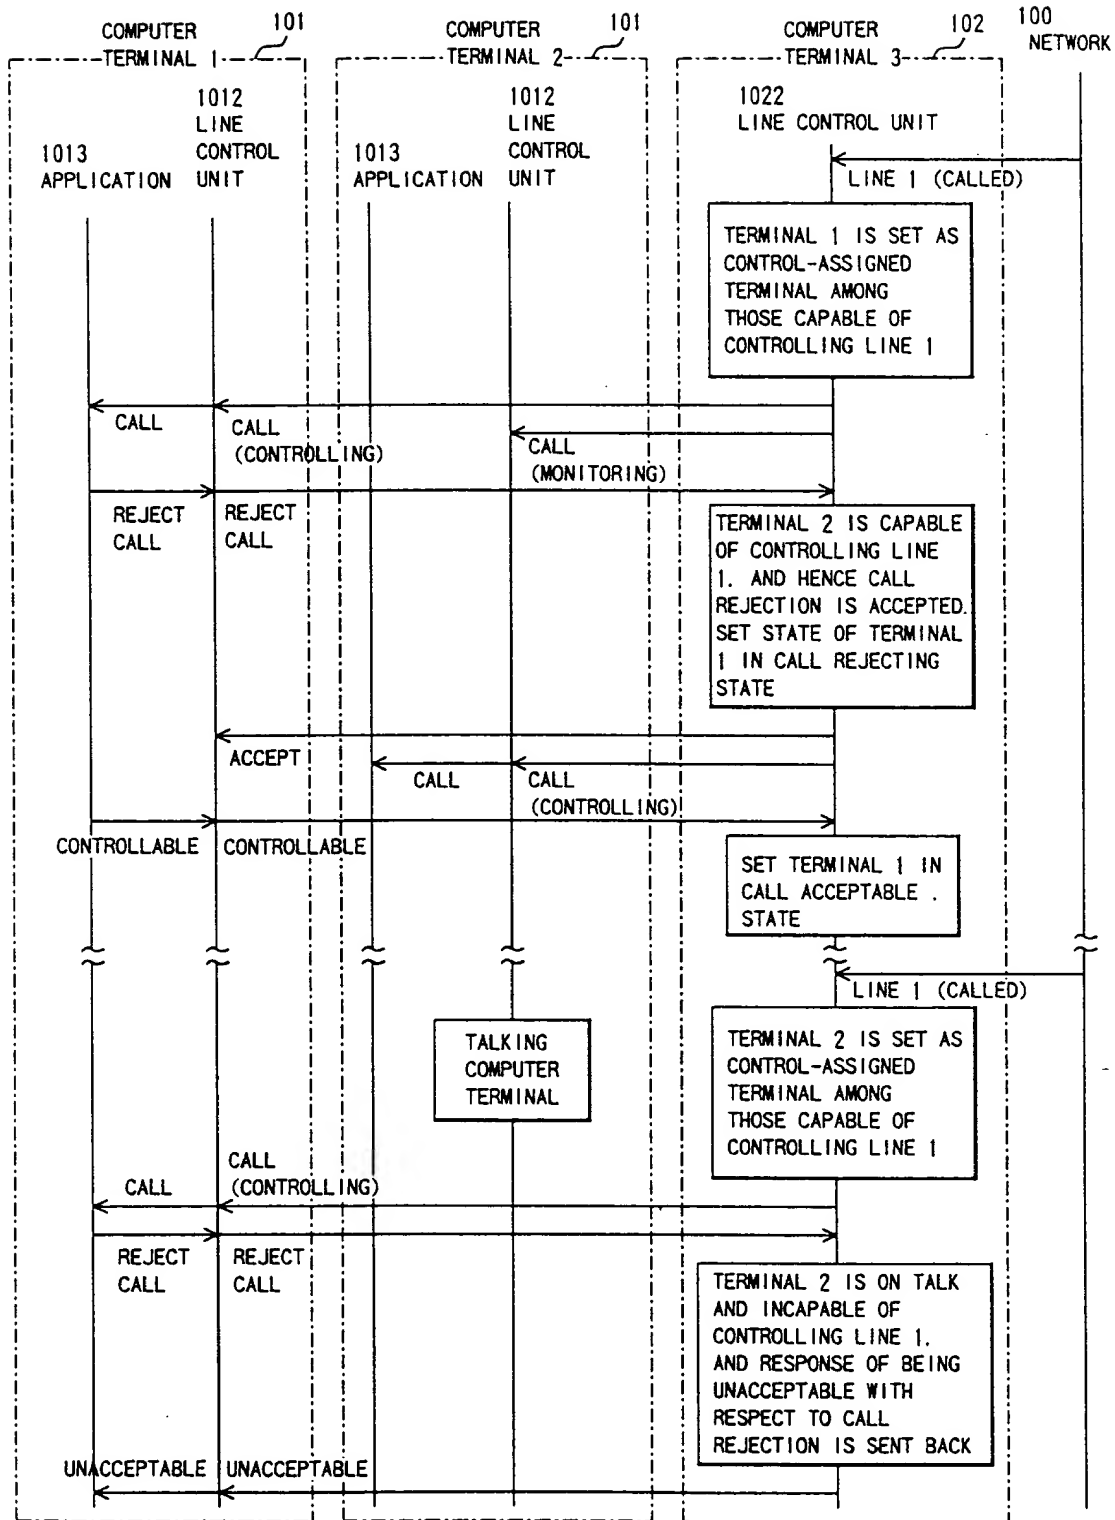 COMPUTER
TERMINAL 1
101
COMPUTER
TERMINAL 2
101
COMPUTER
TERMINAL 3
102
100
NETWORK
1013
APPLICATION
1012
LINE
CONTROL
UNIT
1013
APPLICATION
1012
LINE
CONTROL
UNIT
1022
LINE CONTROL UNIT
LINE 1 (CALLED)
TERMINAL 1 IS SET AS
CONTROL-ASSIGNED
TERMINAL AMONG
THOSE CAPABLE OF
CONTROLLING LINE 1
CALL
CALL
(CONTROLLING)
CALL
(MONITORING)
REJECT
CALL
REJECT
CALL
TERMINAL 2 IS CAPABLE
OF CONTROLLING LINE
1. AND HENCE CALL
REJECTION IS ACCEPTED.
SET STATE OF TERMINAL
1 IN CALL REJECTING
STATE
ACCEPT
CALL
CALL
(CONTROLLING)
CONTROLLABLE
CONTROLLABLE
SET TERMINAL 1 IN
CALL ACCEPTABLE .
STATE
LINE 1 (CALLED)
TALKING
COMPUTER
TERMINAL
TERMINAL 2 IS SET AS
CONTROL-ASSIGNED
TERMINAL AMONG
THOSE CAPABLE OF
CONTROLLING LINE 1
CALL
CALL
(CONTROLLING)
REJECT
CALL
REJECT
CALL
TERMINAL 2 IS ON TALK
AND INCAPABLE OF
CONTROLLING LINE 1.
AND RESPONSE OF BEING
UNACCEPTABLE WITH
RESPECT TO CALL
REJECTION IS SENT BACK
UNACCEPTABLE
UNACCEPTABLE